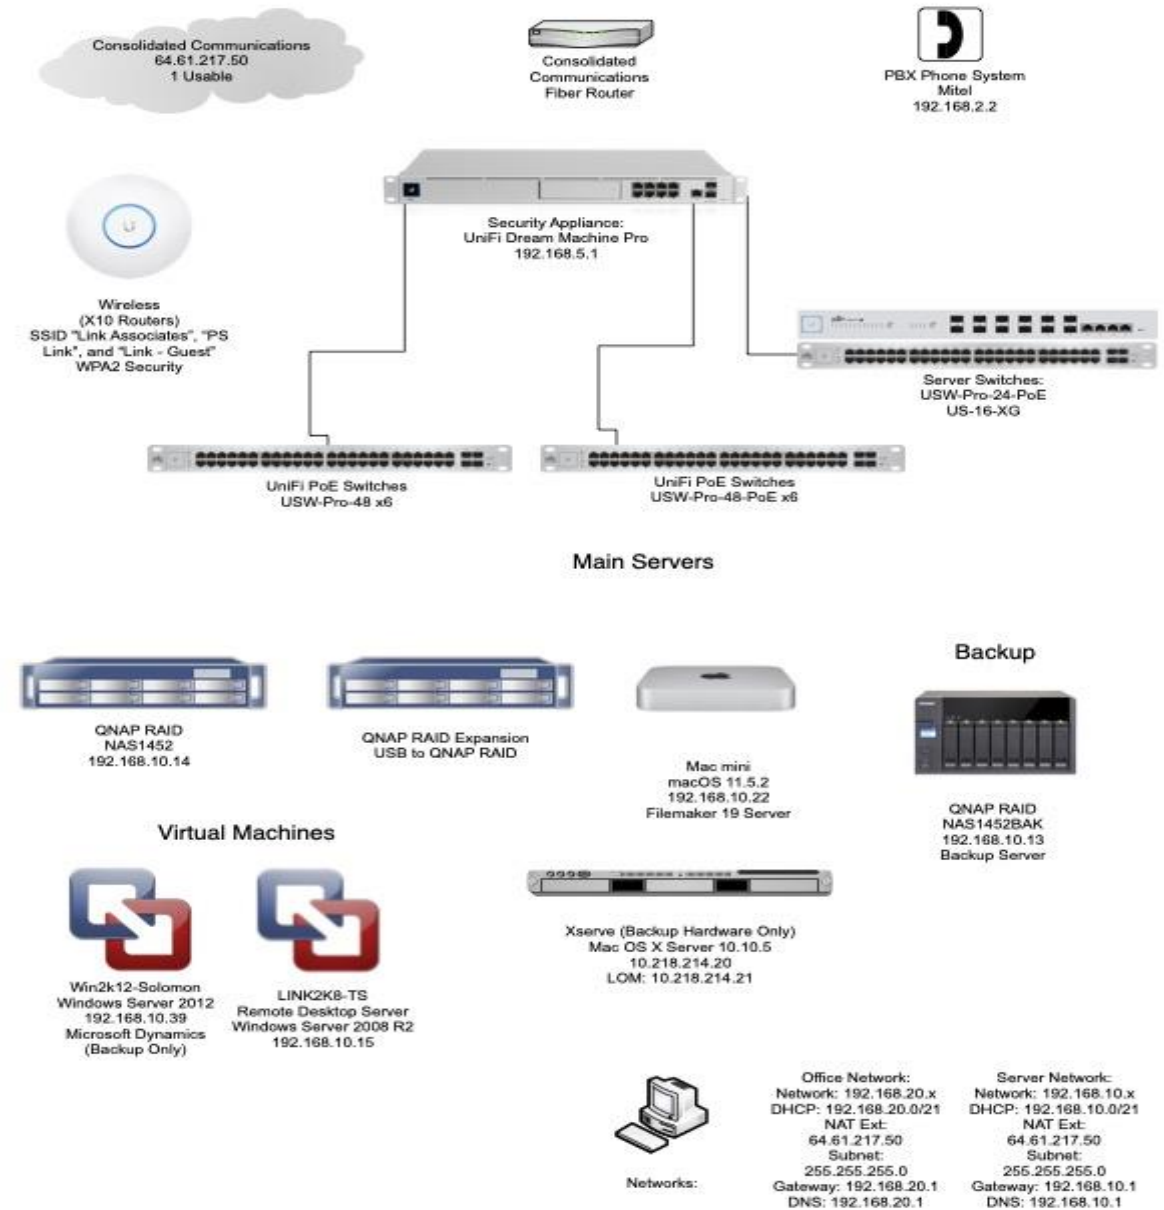 Consolidated Communications
64.61.217.50
1 Usable
Consolidated
Communications
Fiber Router
PBX Phone System
Mitel
192.168.2.2
Security Appliance:
UniFi Dream Machine Pro
192.168.5.1
Wireless
(X10 Routers)
SSID "Link Associates", "PS
Link", and "Link - Guest"
WPA2 Security
Server Switches:
USW-Pro-24-PoE
US-16-XG
UniFi PoE Switches
USW-Pro-48 x6
UniFi PoE Switches
USW-Pro-48-PoE x6
Main Servers
QNAP RAID
NAS1452
192.168.10.14
QNAP RAID Expansion
USB to QNAP RAID
Mac mini
macOS 11.5.2
192.168.10.22
Filemaker 19 Server
Backup
QNAP RAID
NAS1452BAK
192.168.10.13
Backup Server
Virtual Machines
Win2k12-Solomon
Windows Server 2012
192.168.10.39
Microsoft Dynamics
(Backup Only)
LINK2K8-TS
Remote Desktop Server
Windows Server 2008 R2
192.168.10.15
Xserve (Backup Hardware Only)
Mac OS X Server 10.10.5
10.218.214.20
LOM: 10.218.214.21
Networks:
Office Network:
Network: 192.168.20.x
DHCP: 192.168.20.0/21
NAT Ext:
64.61.217.50
Subnet:
255.255.255.0
Gateway: 192.168.20.1
DNS: 192.168.20.1
Server Network:
Network: 192.168.10.x
DHCP: 192.168.10.0/21
NAT Ext:
64.61.217.50
Subnet:
255.255.255.0
Gateway: 192.168.10.1
DNS: 192.168.10.1